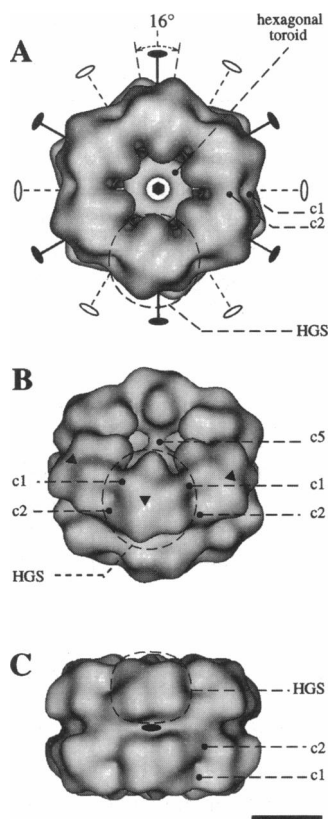 16°
hexagonal
toroid
A
c1
c2
HGS
B
c5
c1
c1
c2
c2
HGS
C
HGS
c2
c1